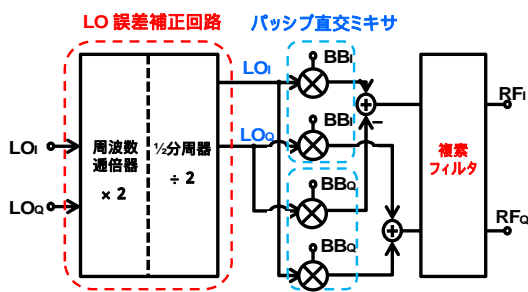 LO 誤差補正回路
パッシブ直交ミキサ
LOI
LOQ
周波数
逓倍器
× 2
½分周器
÷ 2
LOI
LOQ
BBI
BBI
BBQ
BBQ
+
−
+
複素
フィルタ
RFI
RFQ